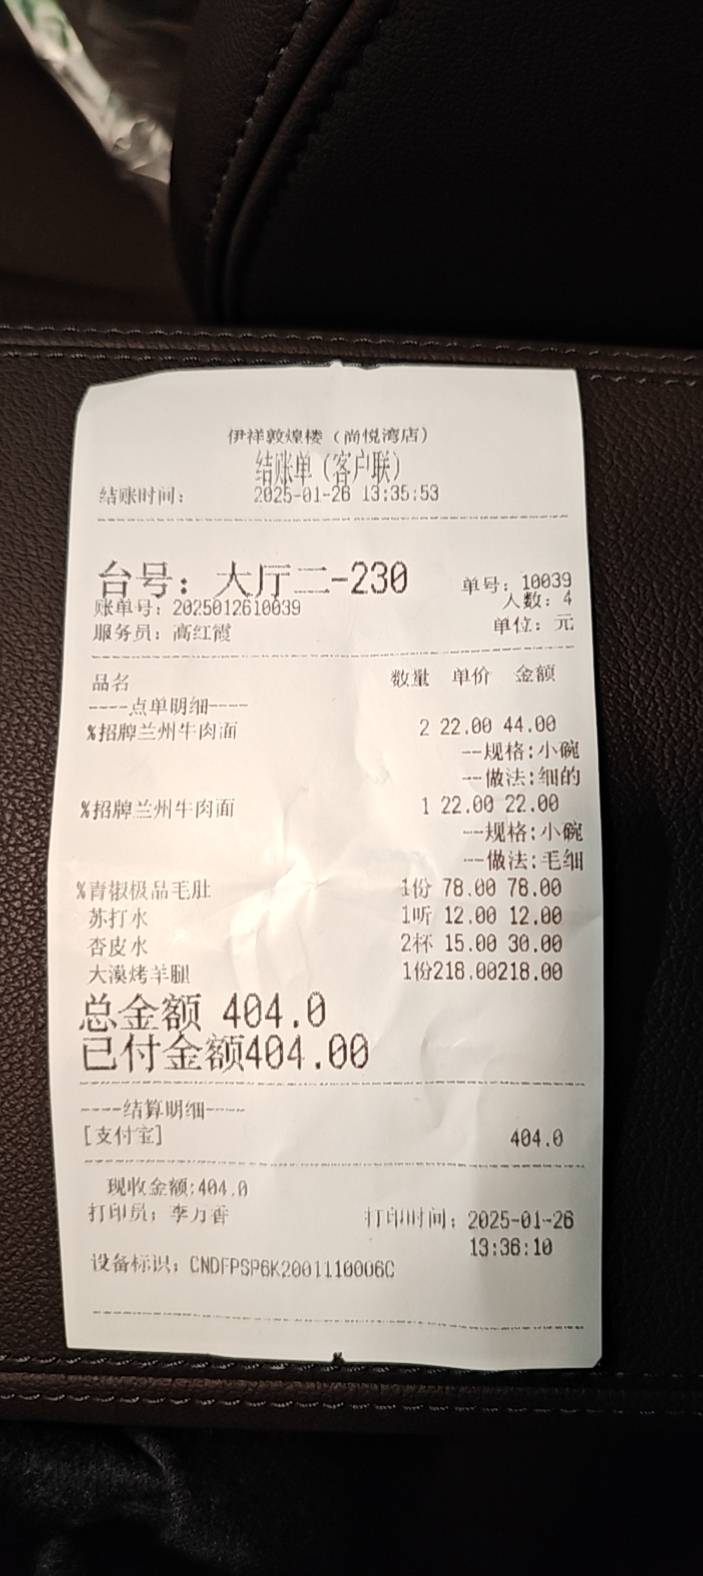 伊祥敦煌楼（尚悦湾店）
结账单（客户联）
结账时间： 2025-01-26 13:35:53
台号：大厅二-230 单号：10039
账单号：2025012610039 人数：4
服务员：高红霞 单位：元
品名 数量 单价 金额
----点单明细----
%招牌兰州牛肉面 2 22.00 44.00
--规格:小碗
--做法:细的
%招牌兰州牛肉面 1 22.00 22.00
--规格:小碗
--做法:毛细
%青椒极品毛肚 1份 78.00 78.00
苏打水 1听 12.00 12.00
杏皮水 2杯 15.00 30.00
大漠烤羊腿 1份218.00218.00
总金额 404.0
已付金额404.00
----结算明细----
[支付宝] 404.0
现收金额:404.0
打印员：李万香 打印时间：2025-01-26
13:36:10
设备标识：CNDFPSP6K2001110006C